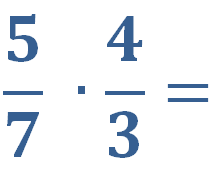 5/7 · 4/3 =